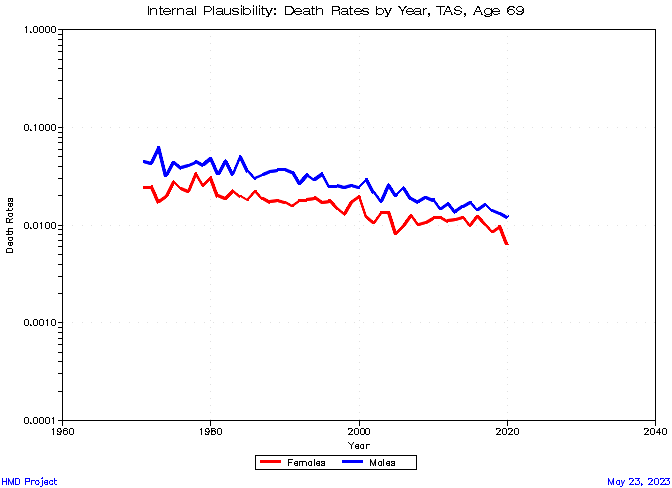 Internal Plausibility: Death Rates by Year, TAS, Age 69
1.0000
0.1000
0.0100
0.0010
0.0001
Death Rates
1960 1980 2000 2020 2040
Year
Females Males
HMD Project
May 23, 2023